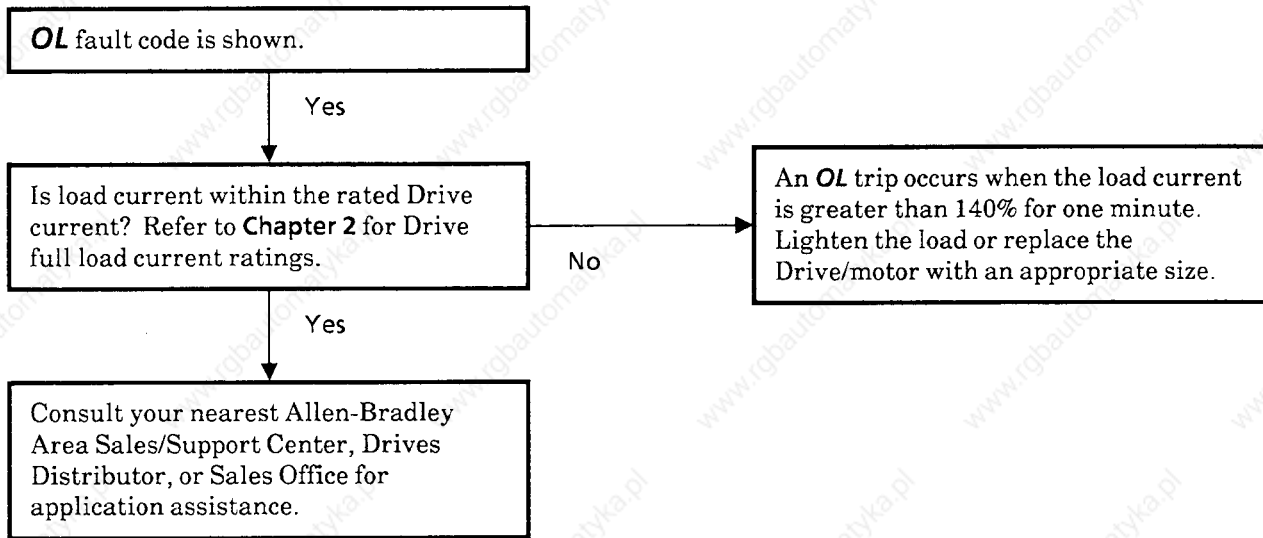 OL fault code is shown.
Yes
Is load current within the rated Drive
current? Refer to Chapter 2 for Drive
full load current ratings.
No
An OL trip occurs when the load current
is greater than 140% for one minute.
Lighten the load or replace the
Drive/motor with an appropriate size.
Yes
Consult your nearest Allen-Bradley
Area Sales/Support Center, Drives
Distributor, or Sales Office for
application assistance.
www.rgbautomatyka.pl